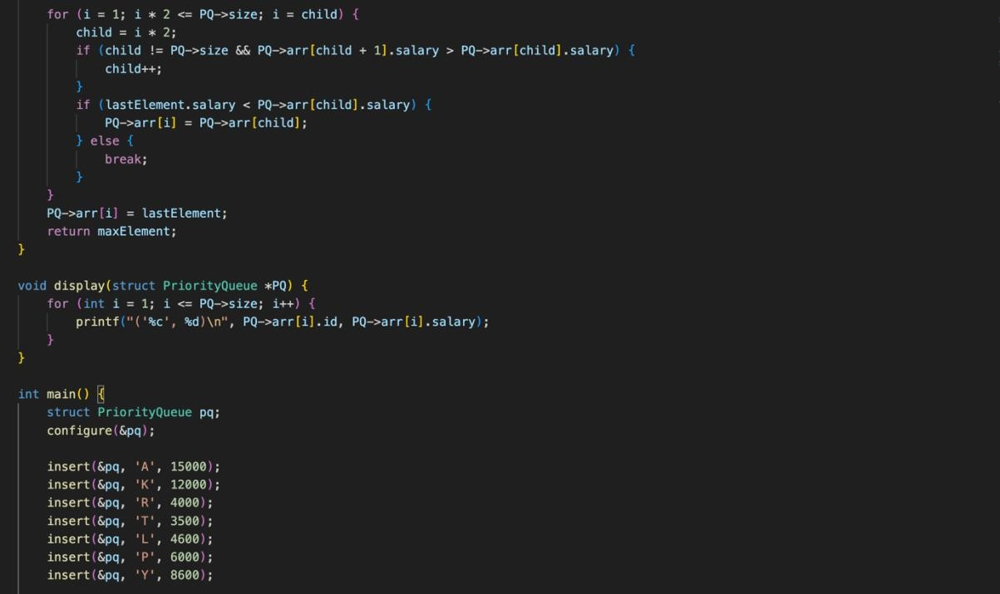 for (i = 1; i * 2 <= PQ->size; i = child) {
child = i * 2;
if (child != PQ->size && PQ->arr[child + 1].salary > PQ->arr[child].salary) {
child++;
}
if (lastElement.salary < PQ->arr[child].salary) {
PQ->arr[i] = PQ->arr[child];
} else {
break;
}
}
PQ->arr[i] = lastElement;
return maxElement;
}
void display(struct PriorityQueue *PQ) {
for (int i = 1; i <= PQ->size; i++) {
printf("('%c', %d)\n", PQ->arr[i].id, PQ->arr[i].salary);
}
}
int main() {
struct PriorityQueue pq;
configure(&pq);
insert(&pq, 'A', 15000);
insert(&pq, 'K', 12000);
insert(&pq, 'R', 4000);
insert(&pq, 'T', 3500);
insert(&pq, 'L', 4600);
insert(&pq, 'P', 6000);
insert(&pq, 'Y', 8600);